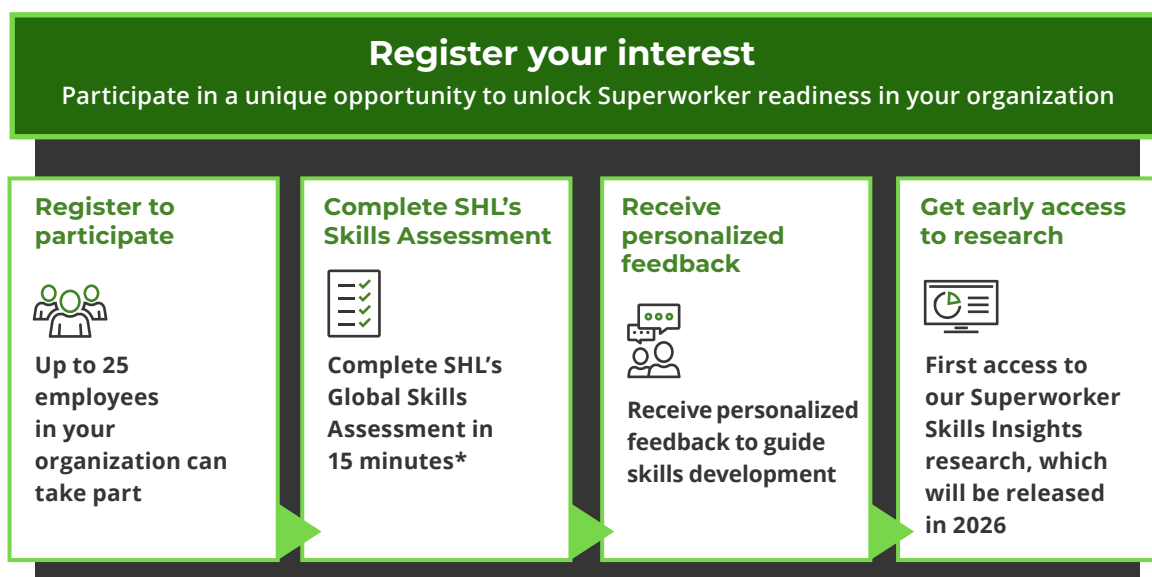 Register your interest
Participate in a unique opportunity to unlock Superworker readiness in your organization
Register to
participate
Up to 25
employees
in your
organization can
take part
Complete SHL’s
Skills Assessment
Complete SHL’s
Global Skills
Assessment in
15 minutes*
Receive
personalized
feedback
Receive personalized
feedback to guide
skills development
Get early access
to research
First access to
our Superworker
Skills Insights
research, which
will be released
in 2026